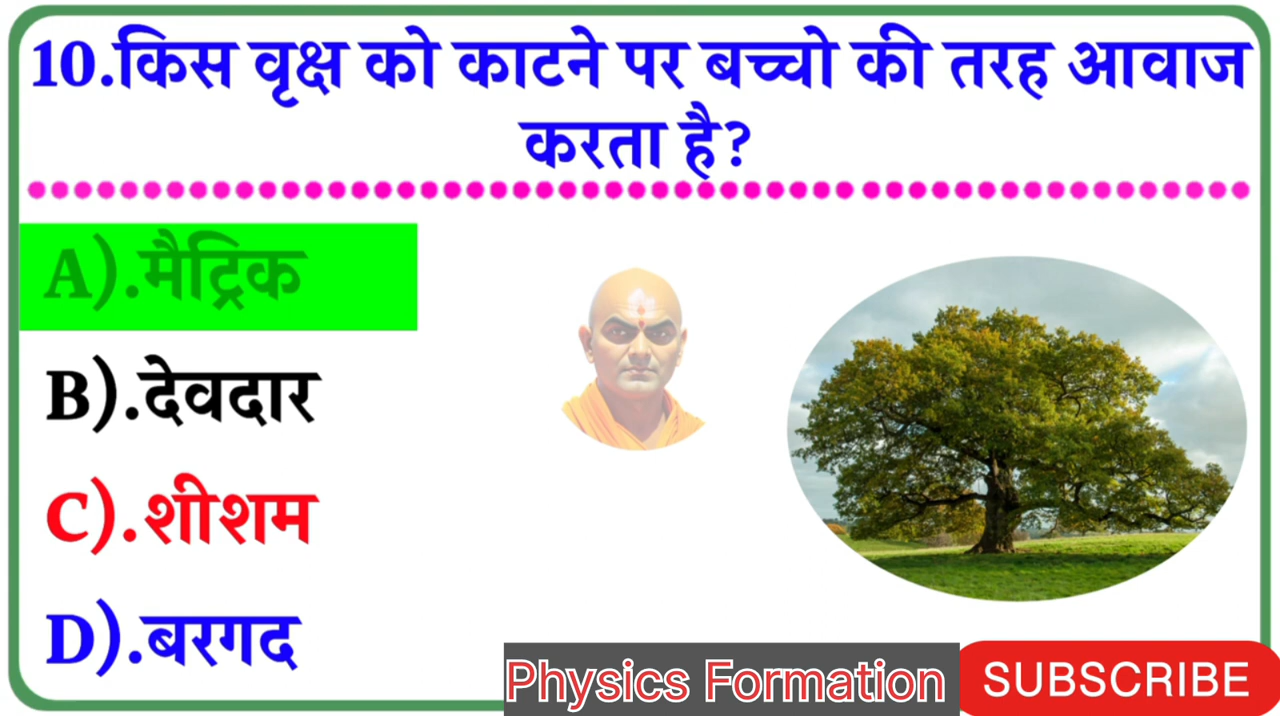 10.किस वृक्ष को काटने पर बच्चो की तरह आवाज
करता है?
A).मैट्रिक
B).देवदार
C).शीशम
D).बरगद
Physics Formation
SUBSCRIBE